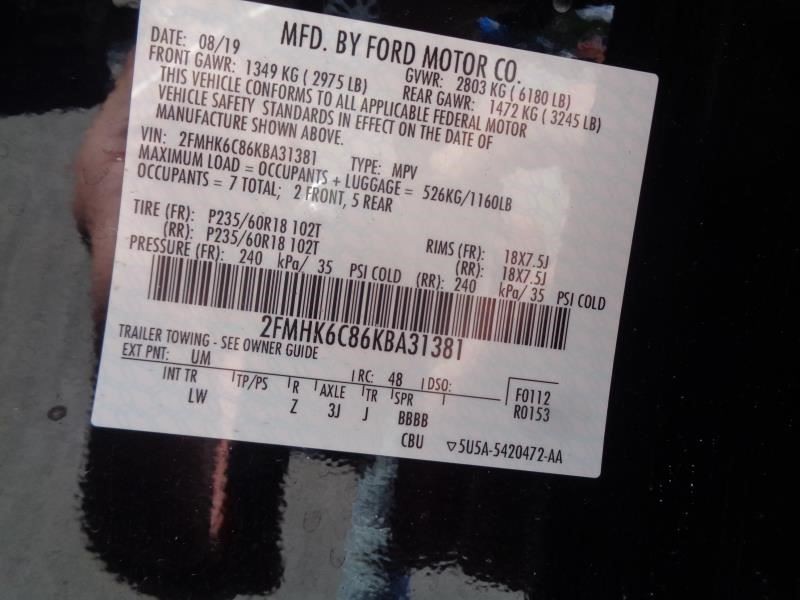 MFD. BY FORD MOTOR CO.
DATE: 08/19 GVWR: 2803 KG ( 6180 LB)
FRONT GAWR: 1349 KG ( 2975 LB) REAR GAWR: 1472 KG ( 3245 LB)
THIS VEHICLE CONFORMS TO ALL APPLICABLE FEDERAL MOTOR
VEHICLE SAFETY STANDARDS IN EFFECT ON THE DATE OF
MANUFACTURE SHOWN ABOVE.
VIN: 2FMHK6C86KBA31381 TYPE: MPV
MAXIMUM LOAD = OCCUPANTS + LUGGAGE = 526KG/1160LB
OCCUPANTS = 7 TOTAL; 2 FRONT, 5 REAR
TIRE (FR): P235/60R18 102T RIMS (FR): 18X7.5J
(RR): P235/60R18 102T (RR): 18X7.5J
PRESSURE (FR): 240 kPa/ 35 PSI COLD (RR): 240 kPa/ 35 PSI COLD
2FMHK6C86KBA31381
TRAILER TOWING - SEE OWNER GUIDE
EXT PNT: UM RC: 48 DSO:
INT TR TP/PS R AXLE TR SPR F0112
LW Z 3J J BBBB R0153
CBU ▽5U5A-5420472-AA